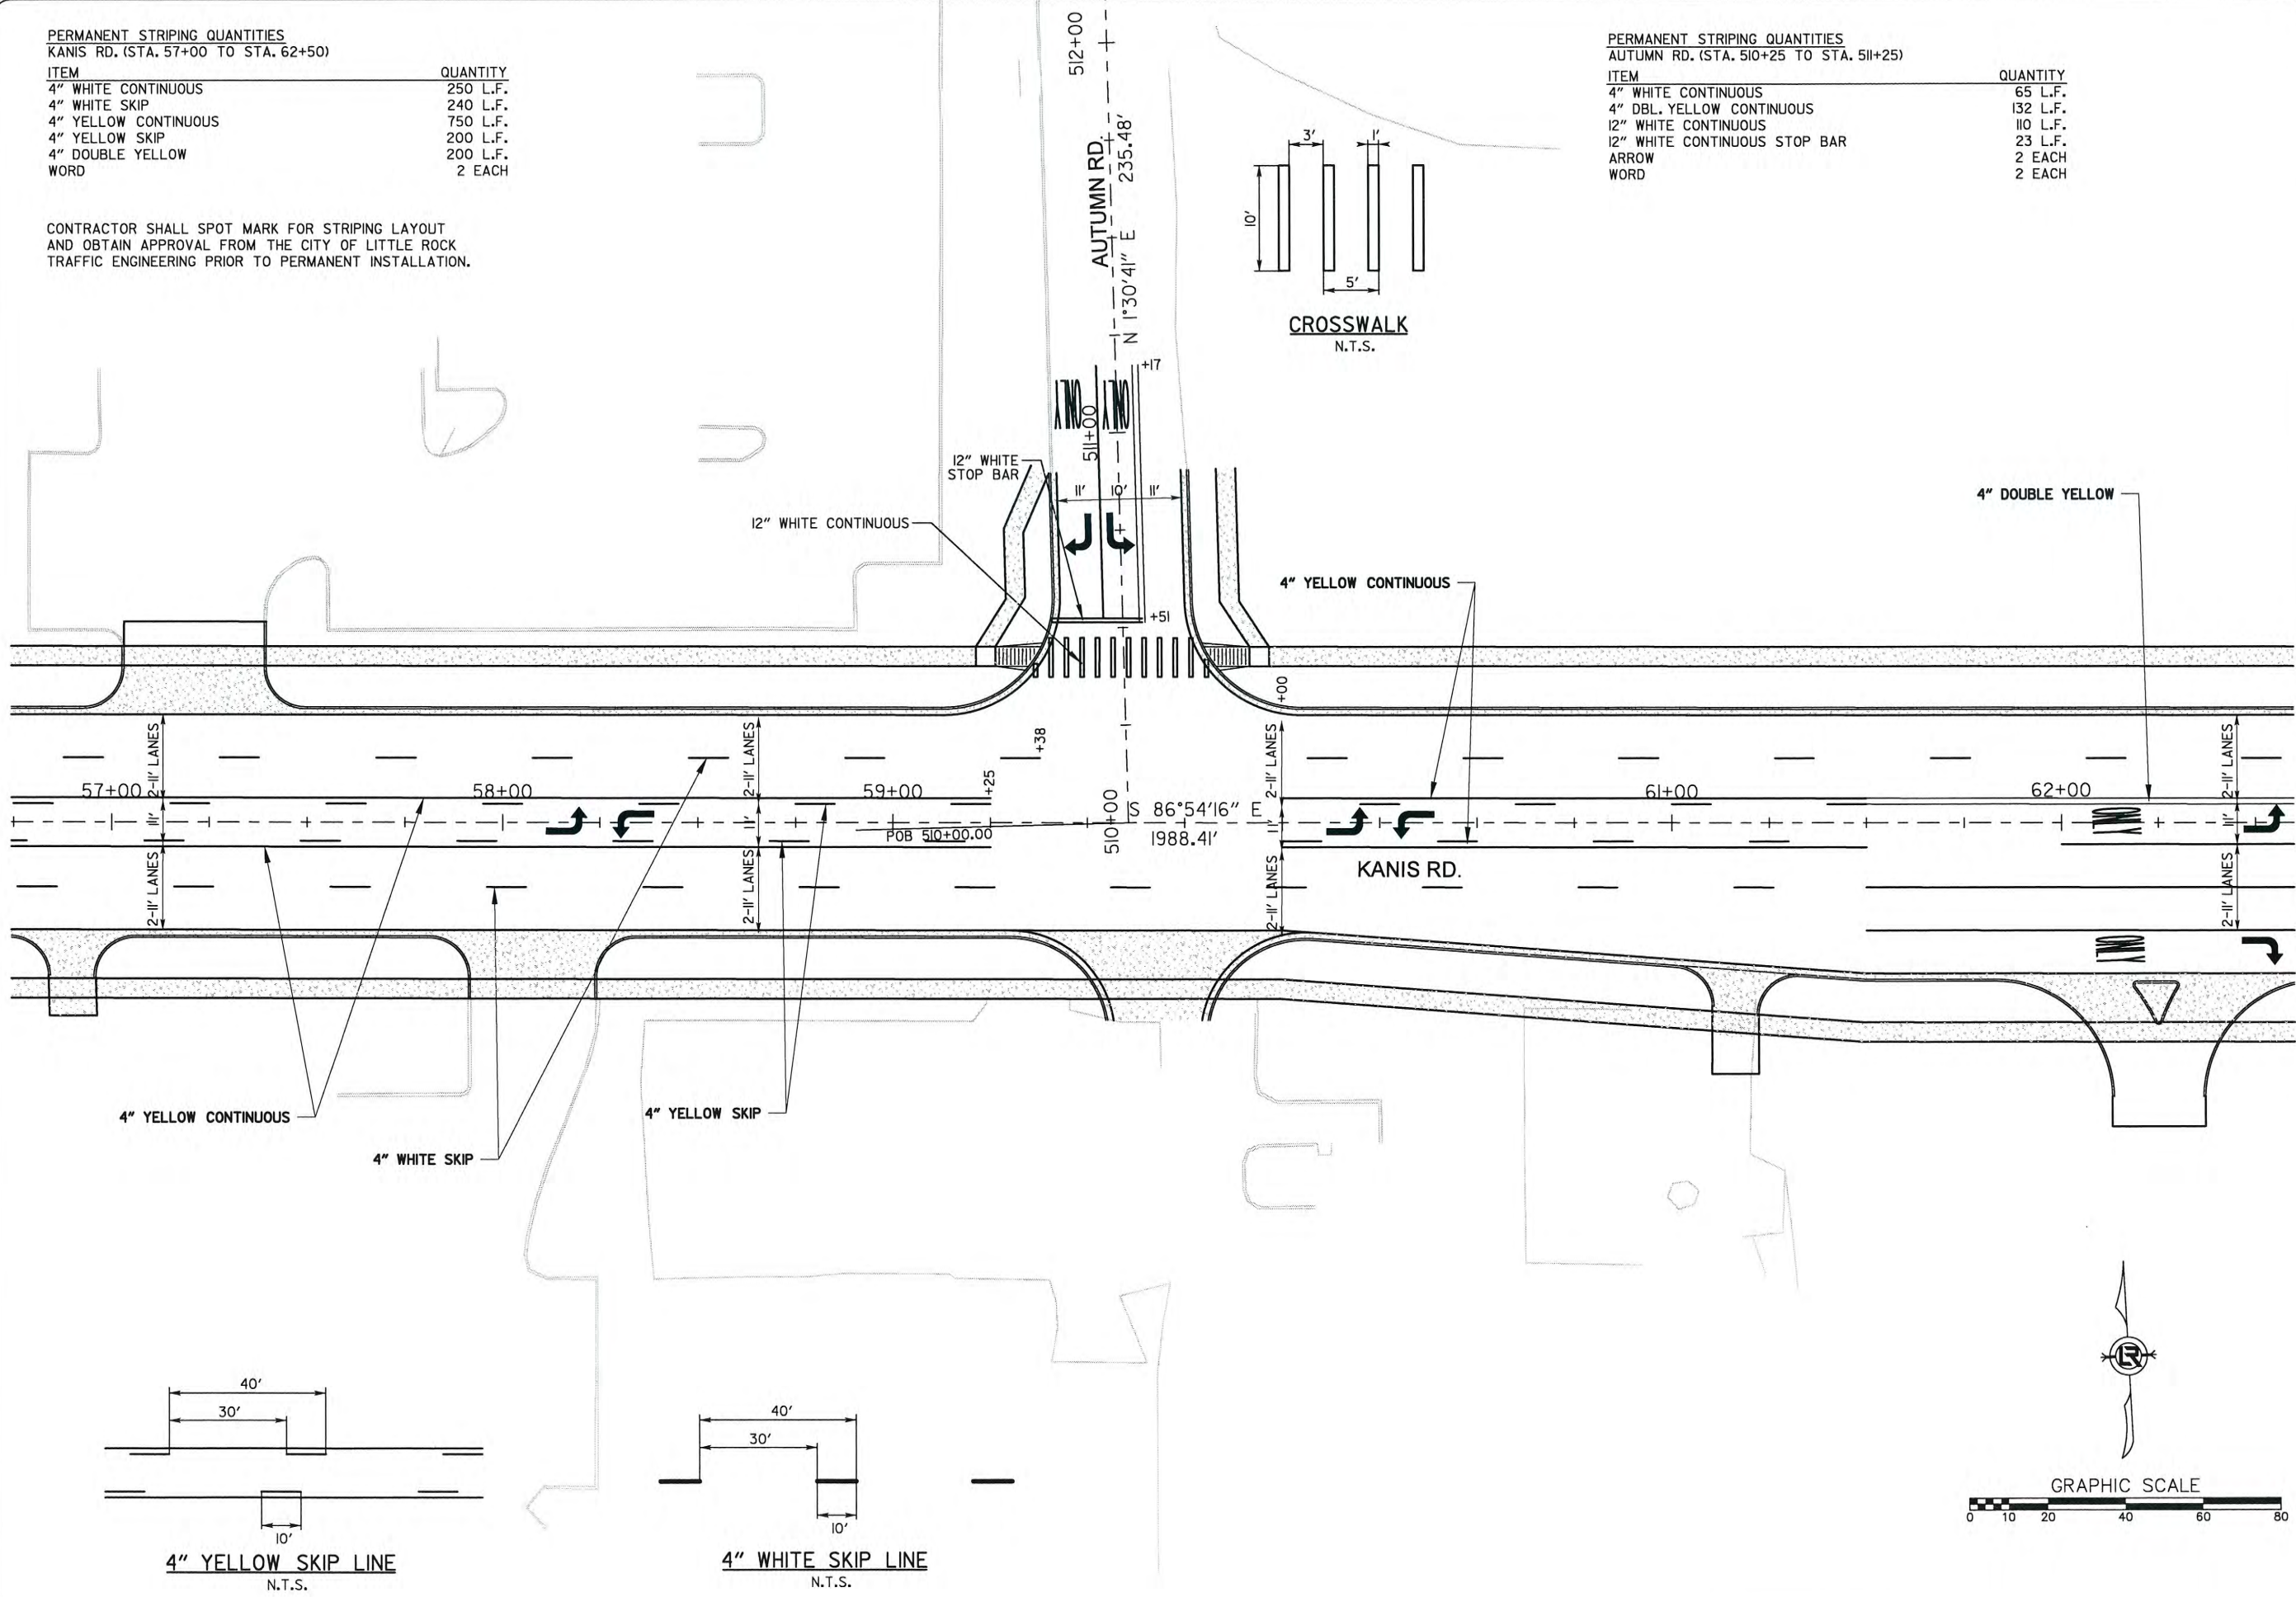 PERMANENT STRIPING QUANTITIES
KANIS RD. (STA. 57+00 TO STA. 62+50)
ITEM QUANTITY
4" WHITE CONTINUOUS 250 L.F.
4" WHITE SKIP 240 L.F.
4" YELLOW CONTINUOUS 750 L.F.
4" YELLOW SKIP 200 L.F.
4" DOUBLE YELLOW 200 L.F.
WORD 2 EACH
CONTRACTOR SHALL SPOT MARK FOR STRIPING LAYOUT
AND OBTAIN APPROVAL FROM THE CITY OF LITTLE ROCK
TRAFFIC ENGINEERING PRIOR TO PERMANENT INSTALLATION.
PERMANENT STRIPING QUANTITIES
AUTUMN RD. (STA. 510+25 TO STA. 511+25)
ITEM QUANTITY
4" WHITE CONTINUOUS 65 L.F.
4" DBL. YELLOW CONTINUOUS 132 L.F.
12" WHITE CONTINUOUS 110 L.F.
12" WHITE CONTINUOUS STOP BAR 23 L.F.
ARROW 2 EACH
WORD 2 EACH
512+00
AUTUMN RD.
N 1°30'41" E 235.48'
3' 1'
10'
5'
CROSSWALK
N.T.S.
+17
ONLY ONLY
511+00
12" WHITE
STOP BAR
11' 10' 11'
12" WHITE CONTINUOUS
+51
4" DOUBLE YELLOW
4" YELLOW CONTINUOUS
+00
+38
+25
2-11' LANES
2-11' LANES
2-11' LANES
2-11' LANES
57+00
58+00
59+00
61+00
62+00
11'
11'
11'
11'
ONLY
510+00
S 86°54'16" E
1988.41'
POB 510+00.00
KANIS RD.
2-11' LANES
2-11' LANES
2-11' LANES
2-11' LANES
ONLY
4" YELLOW CONTINUOUS
4" YELLOW SKIP
4" WHITE SKIP
40'
30'
10'
4" YELLOW SKIP LINE
N.T.S.
40'
30'
10'
4" WHITE SKIP LINE
N.T.S.
LR
GRAPHIC SCALE
0 10 20 40 60 80